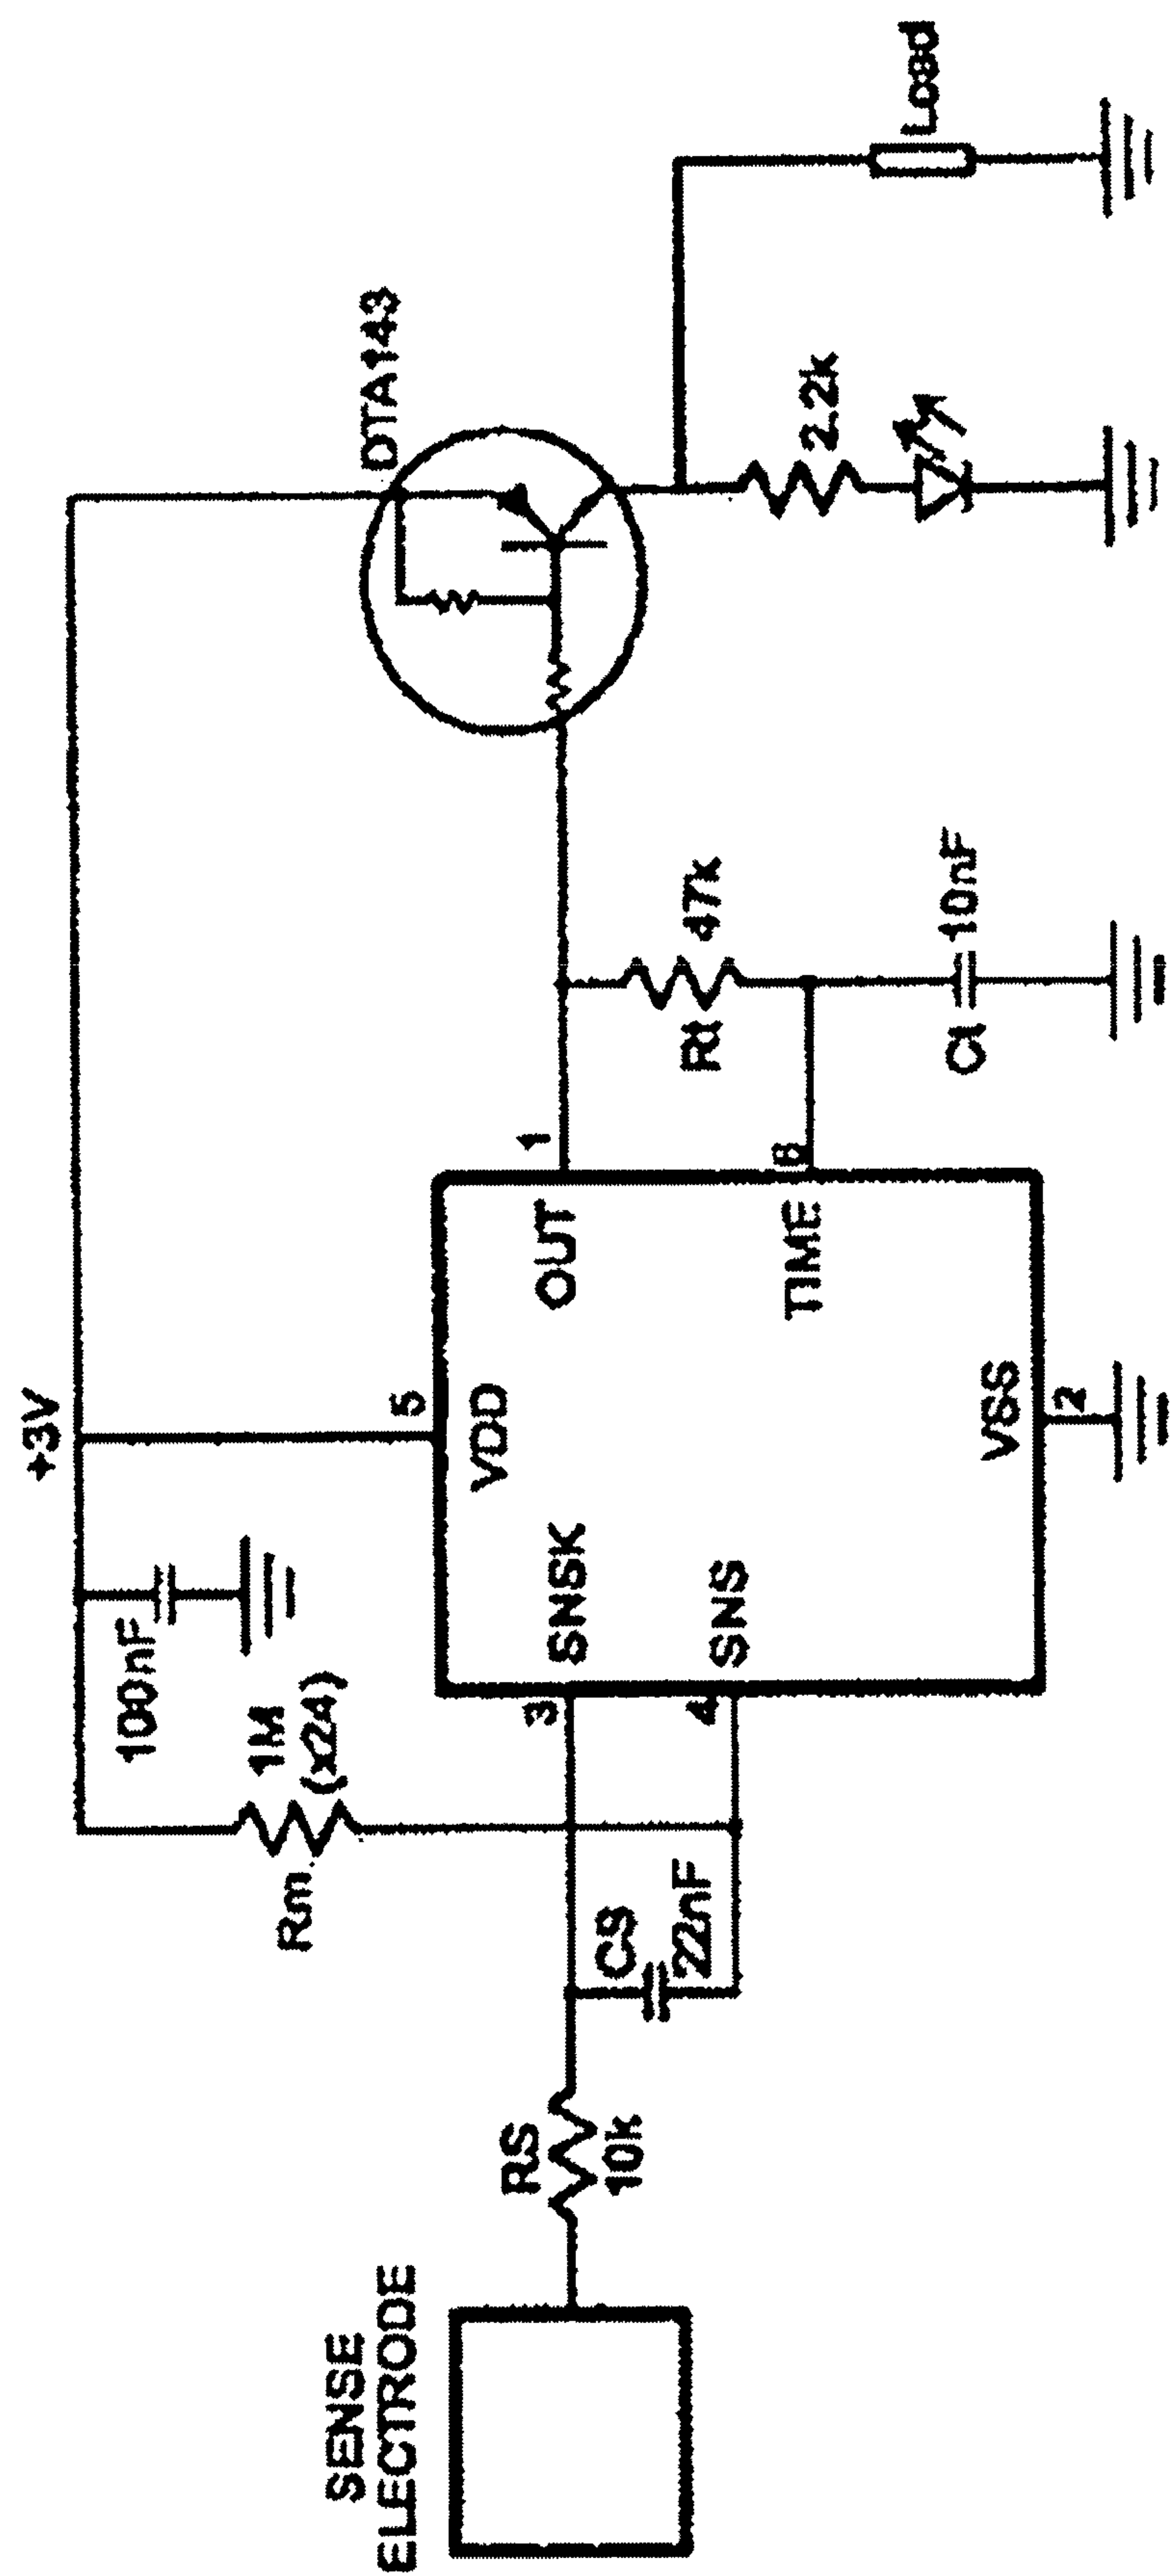 SENSE
ELECTRODE
RS
10k
CS
22nF
Rm
1M
(x24)
100nF
+3V
3
SNSK
4
SNS
5
VDD
VSS
2
OUT
1
TIME
6
Rt
47k
Ct
10nF
DTA143
2.2k
Load